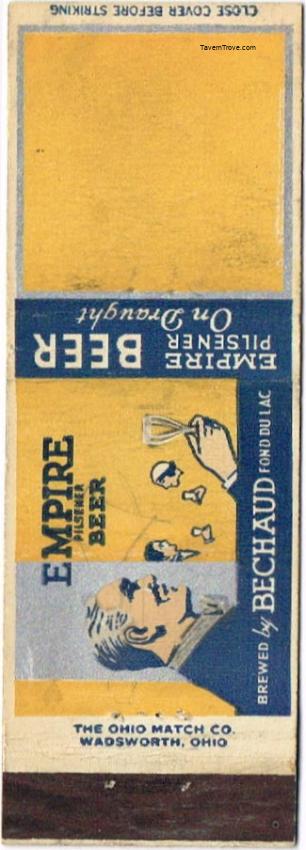 CLOSE COVER BEFORE STRIKING
TavernTrove.com
EMPIRE
PILSENER
BEER
On Draught
EMPIRE
PILSENER
BEER
BREWED by BECHAUD FOND DU LAC
THE OHIO MATCH CO.
WADSWORTH, OHIO